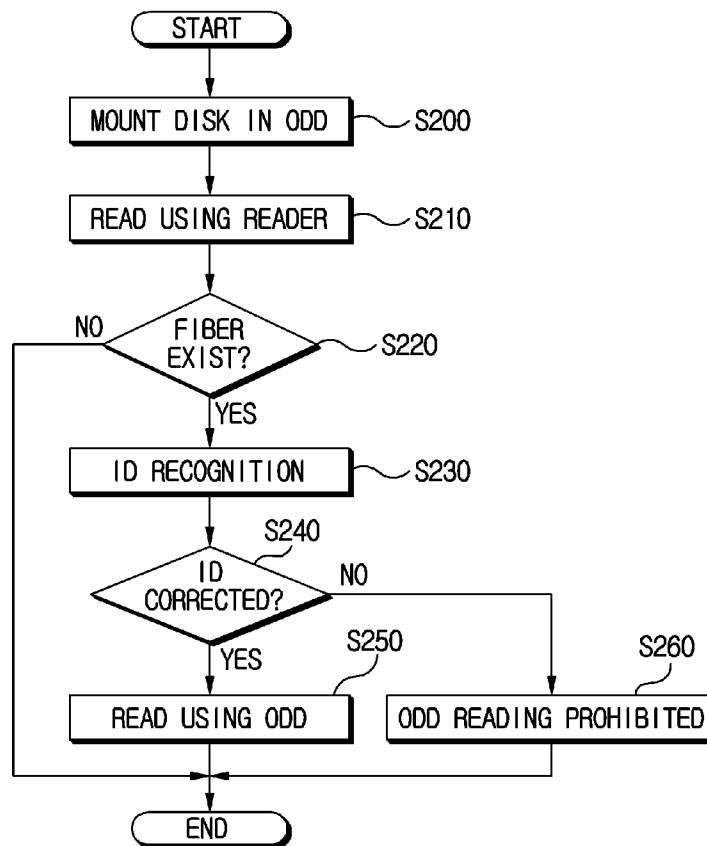 START
MOUNT DISK IN ODD
S200
READ USING READER
S210
NO
FIBER
EXIST?
S220
YES
ID RECOGNITION
S230
S240
ID
CORRECTED?
NO
YES
S250
READ USING ODD
S260
ODD READING PROHIBITED
END